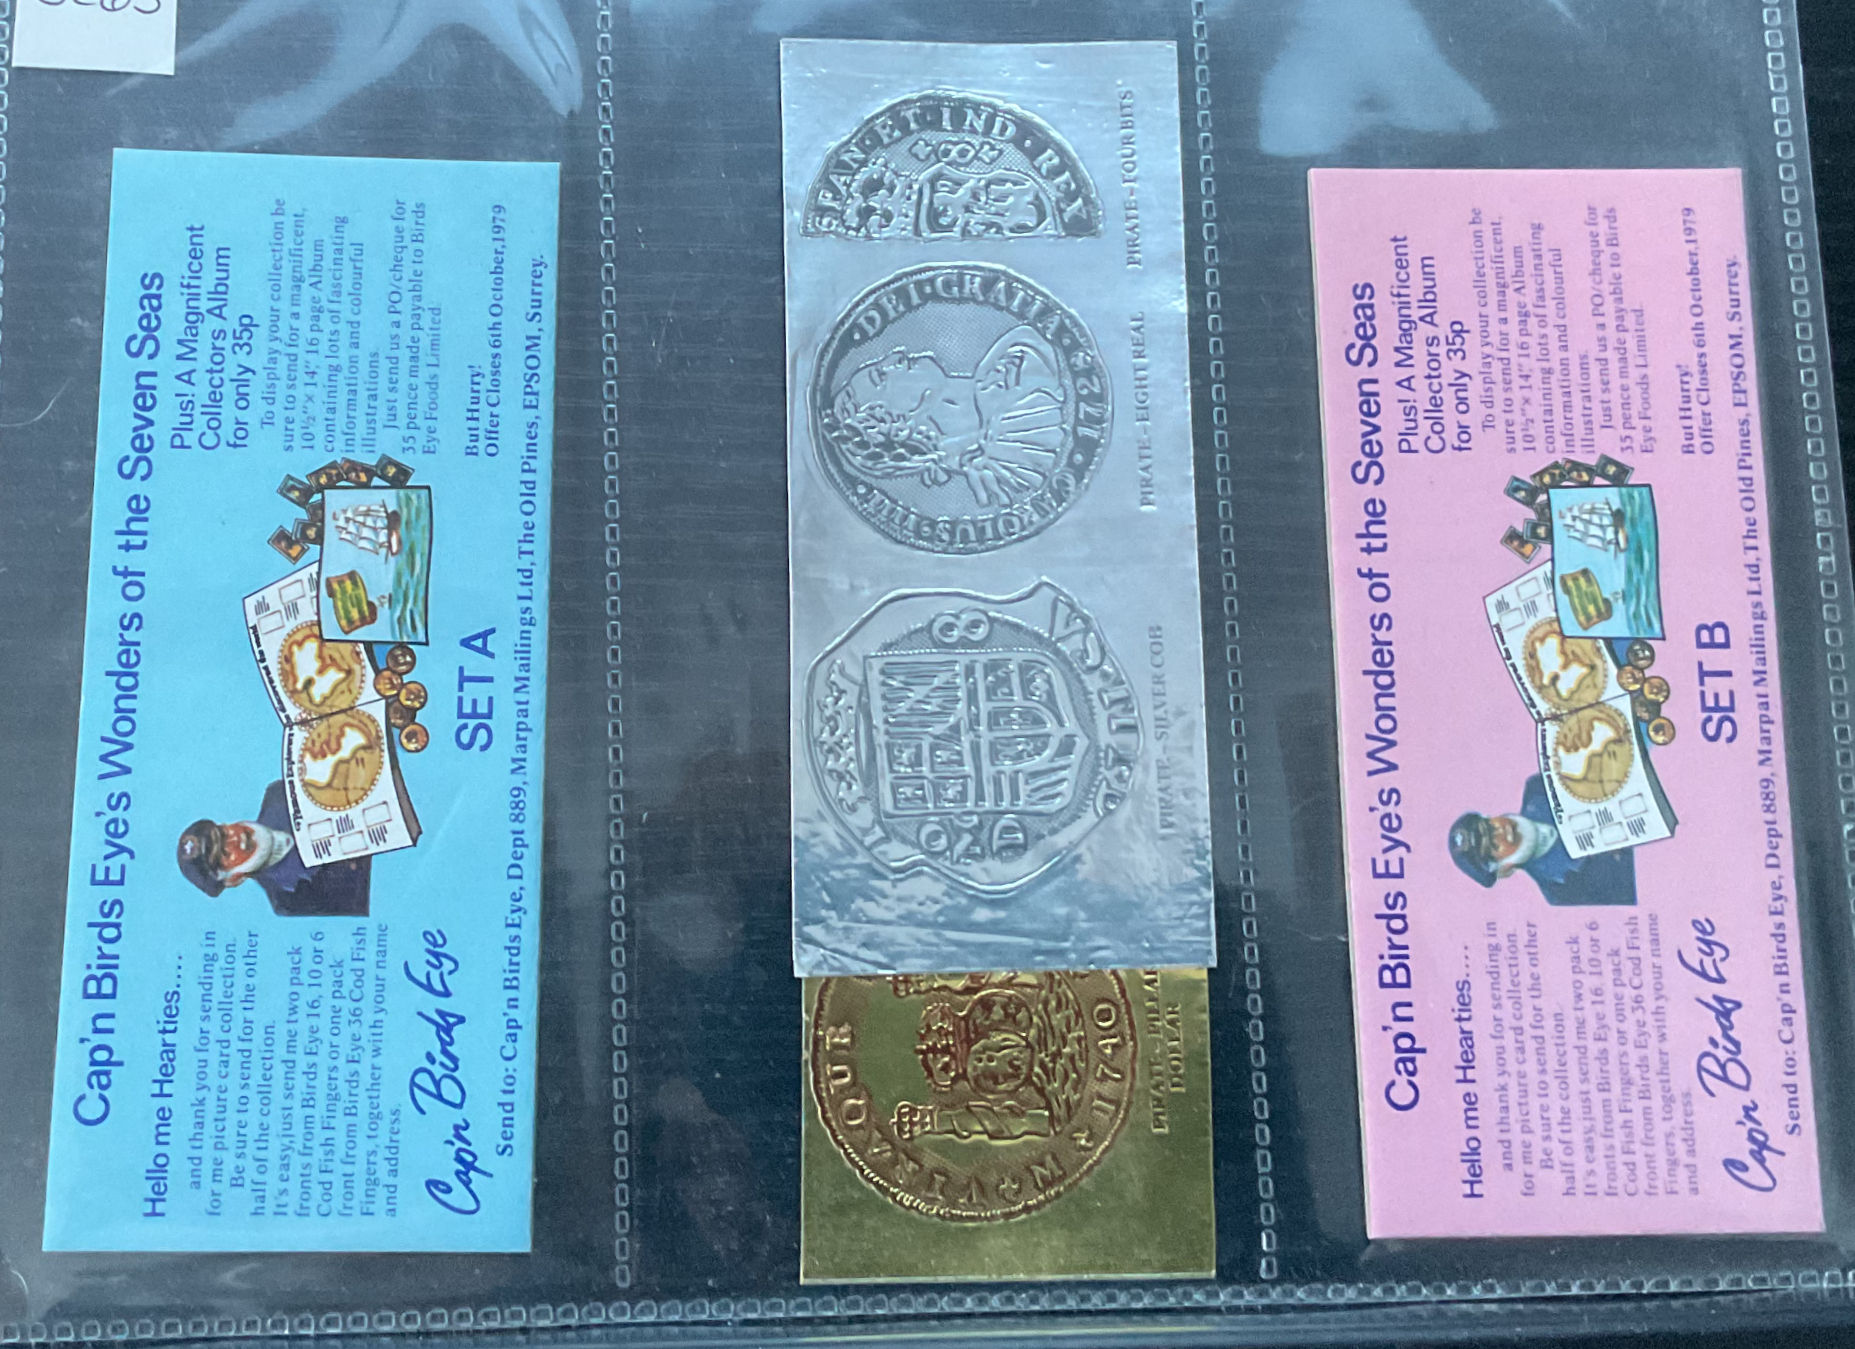 Cap'n Birds Eye's Wonders of the Seven Seas
Hello me Hearties....
and thank you for sending in
for me picture card collection.
Be sure to send for the other
half of the collection.
It's easy, just send me two pack
fronts from Birds Eye 16, 10 or 6
Cod Fish Fingers or one pack
front from Birds Eye 36 Cod Fish
Fingers, together with your name
and address.
Cap'n Birds Eye
SET A
Plus! A Magnificent
Collectors Album
for only 35p
To display your collection be
sure to send for a magnificent,
10½" x 14", 16 page Album
containing lots of fascinating
information and colourful
illustrations.
Just send us a PO/cheque for
35 pence made payable to Birds
Eye Foods Limited.
But Hurry!
Offer Closes 6th October, 1979
Send to: Cap'n Birds Eye, Dept 889, Marpat Mailings Ltd, The Old Pines, EPSOM, Surrey.
VTRAQUE
M
1740
PIRATE - PILLAR
DOLLAR
8
D
VS·IND
PIRATE - SILVER COB
CAROLUS·III·DEI·GRATIA·1772
PIRATE - EIGHT REAL
·ET·IND·REX
PIRATE - FOUR BITS
Cap'n Birds Eye's Wonders of the Seven Seas
Hello me Hearties....
and thank you for sending in
for me picture card collection.
Be sure to send for the other
half of the collection.
It's easy, just send me two pack
fronts from Birds Eye 16, 10 or 6
Cod Fish Fingers or one pack
front from Birds Eye 36 Cod Fish
Fingers, together with your name
and address.
Cap'n Birds Eye
SET B
Plus! A Magnificent
Collectors Album
for only 35p
To display your collection be
sure to send for a magnificent,
10½" x 14", 16 page Album
containing lots of fascinating
information and colourful
illustrations.
Just send us a PO/cheque for
35 pence made payable to Birds
Eye Foods Limited.
But Hurry!
Offer Closes 6th October, 1979
Send to: Cap'n Birds Eye, Dept 889, Marpat Mailings Ltd, The Old Pines, EPSOM, Surrey.